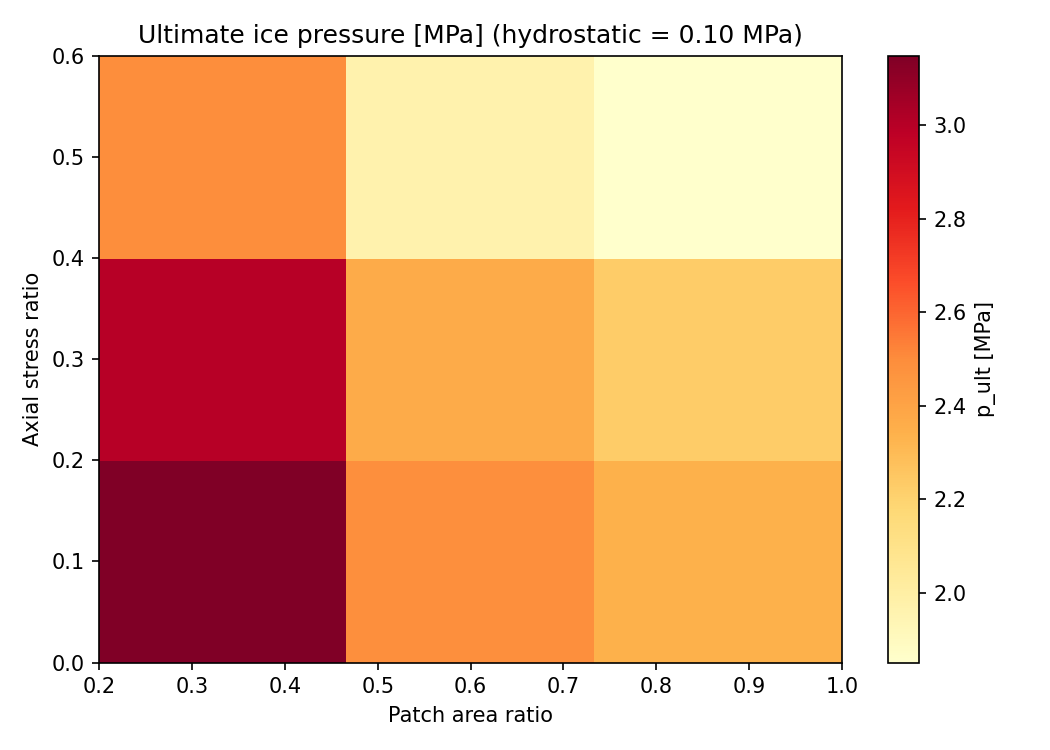 Ultimate ice pressure [MPa] (hydrostatic = 0.10 MPa)
0.6
0.5
0.4
0.3
0.2
0.1
0.0
Axial stress ratio
0.2 0.3 0.4 0.5 0.6 0.7 0.8 0.9 1.0
Patch area ratio
3.0
2.8
2.6
2.4
2.2
2.0
p_ult [MPa]